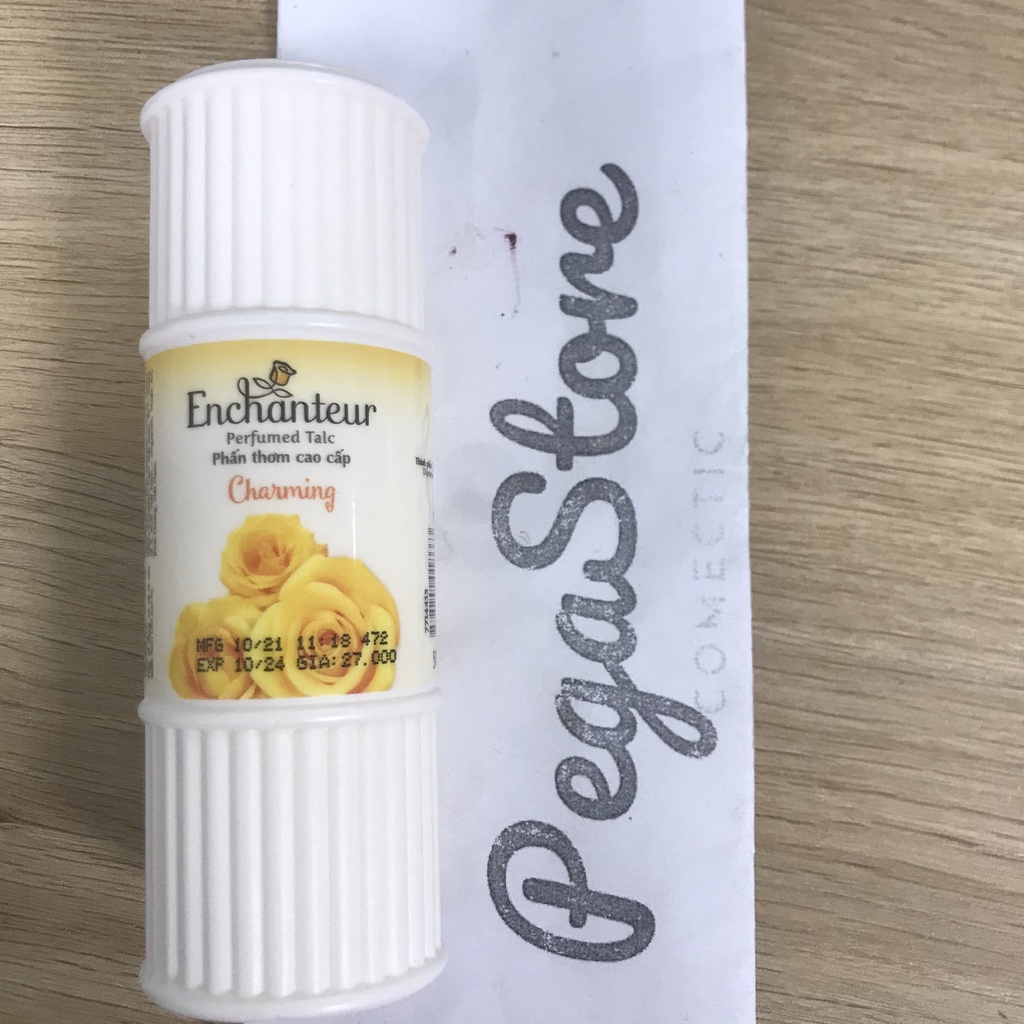 Enchanteur
Perfumed Talc
Phấn thơm cao cấp
Charming
MFG 10/21 11:18 472
EXP 10/24 GIA:27.000
PegaStone
COMECTIC